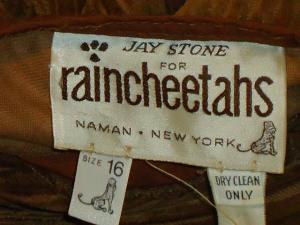 JAY STONE
FOR
raincheetahs
NAMAN · NEW YORK
SIZE 16
DRY CLEAN
ONLY